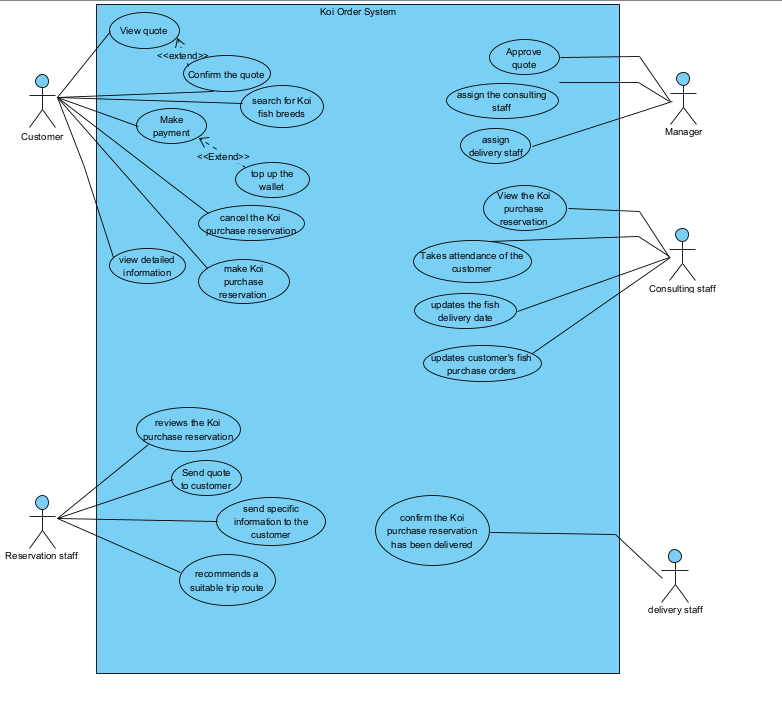 Koi Order System
View quote
<<extend>>
Confirm the quote
search for Koi
fish breeds
Make
payment
<<Extend>>
top up the
wallet
cancel the Koi
purchase reservation
view detailed
information
make Koi
purchase
reservation
Customer
Approve
quote
assign the consulting
staff
assign
delivery staff
Manager
View the Koi
purchase
reservation
Takes attendance of the
customer
updates the fish
delivery date
updates customer's fish
purchase orders
Consulting staff
reviews the Koi
purchase reservation
Send quote
to customer
send specific
information to the
customer
recommends a
suitable trip route
Reservation staff
confirm the Koi
purchase reservation
has been delivered
delivery staff